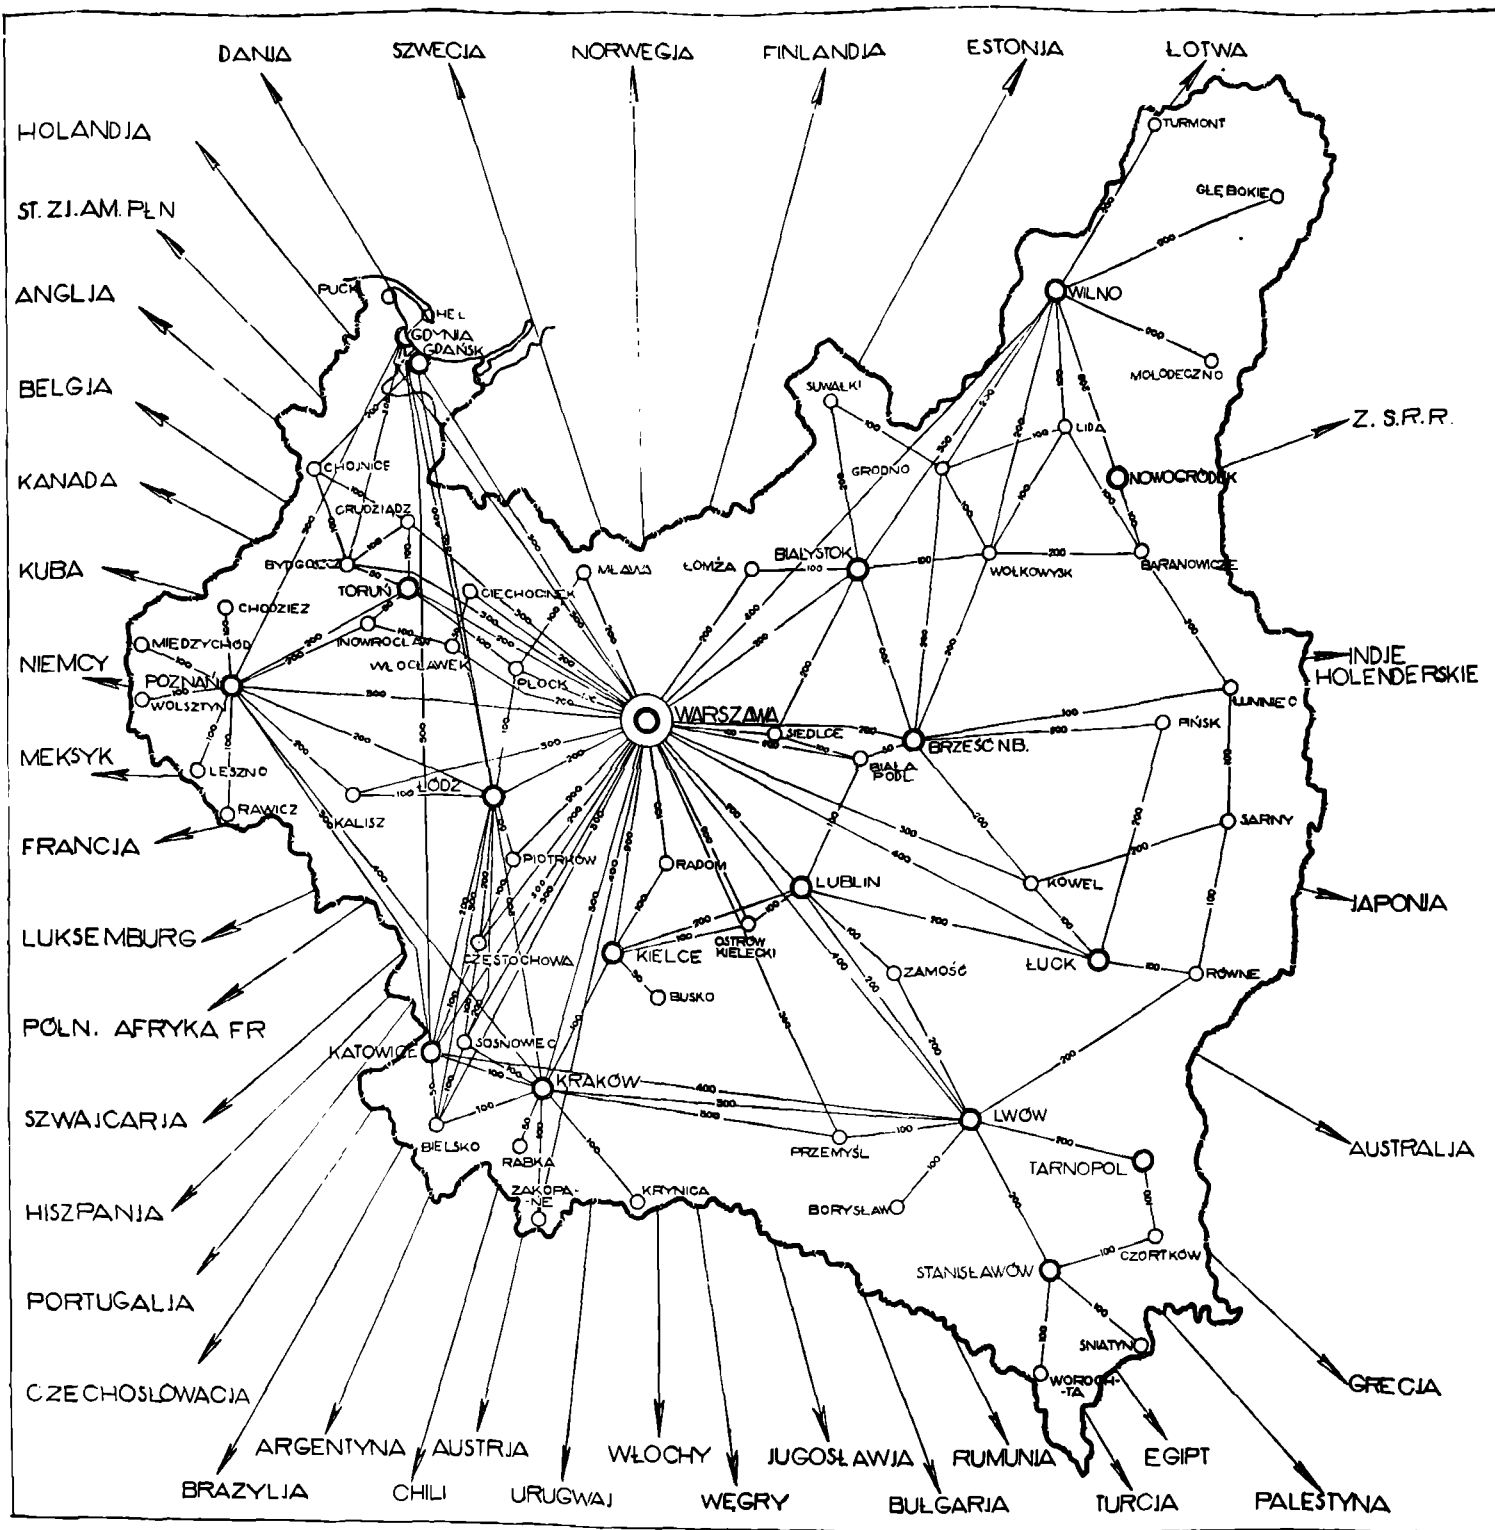 DANJA
SZWECJA
NORWEGJA
FINLANDJA
ESTONJA
ŁOTWA
HOLANDJA
ST. ZJ. AM. PŁN
ANGLJA
BELGJA
KANADA
KUBA
NIEMCY
MEKSYK
FRANCJA
LUKSEMBURG
PÓŁN. AFRYKA FR
SZWAJCARJA
HISZPANJA
PORTUGALJA
CZECHOSŁOWACJA
BRAZYLJA
ARGENTYNA
CHILI
AUSTRJA
URUGWAJ
WŁOCHY
WĘGRY
JUGOSŁAWJA
BUŁGARJA
RUMUNJA
TURCJA
EGIPT
PALESTYNA
GRECJA
AUSTRALJA
JAPONJA
INDJE
HOLENDERSKIE
Z. S.R.R.
TURMONT
GŁĘBOKIE
WILNO
MOŁODECZNO
PUCK
HEL
GDYNIA
GDAŃSK
SUWAŁKI
LIDA
GRODNO
NOWOGRÓDEK
CHOJNICE
GRUDZIĄDZ
BYDGOSZCZ
TORUŃ
CIECHOCINEK
MŁAWA
ŁOMŻA
BIAŁYSTOK
WOŁKOWYSK
BARANOWICZE
CHODZIEŻ
MIĘDZYCHÓD
INOWROCŁAW
WŁOCŁAWEK
PŁOCK
POZNAŃ
WOLSZTYN
WARSZAWA
SIEDLCE
BRZEŚĆ N.B.
BIAŁA
PODL.
ŁUNINIEC
PIŃSK
LESZNO
RAWICZ
KALISZ
ŁÓDŹ
SARNY
PIOTRKÓW
RADOM
LUBLIN
KOWEL
CZĘSTOCHOWA
KIELCE
OSTRÓW
KIELECKI
ZAMOŚĆ
ŁUCK
RÓWNE
BUSKO
KATOWICE
SOSNOWIEC
KRAKÓW
LWÓW
BIELSKO
RABKA
PRZEMYŚL
TARNOPOL
ZAKOPA-
-NE
KRYNICA
BORYSŁAW
CZORTKÓW
STANISŁAWÓW
ŚNIATYN
WOROCH-
-TA